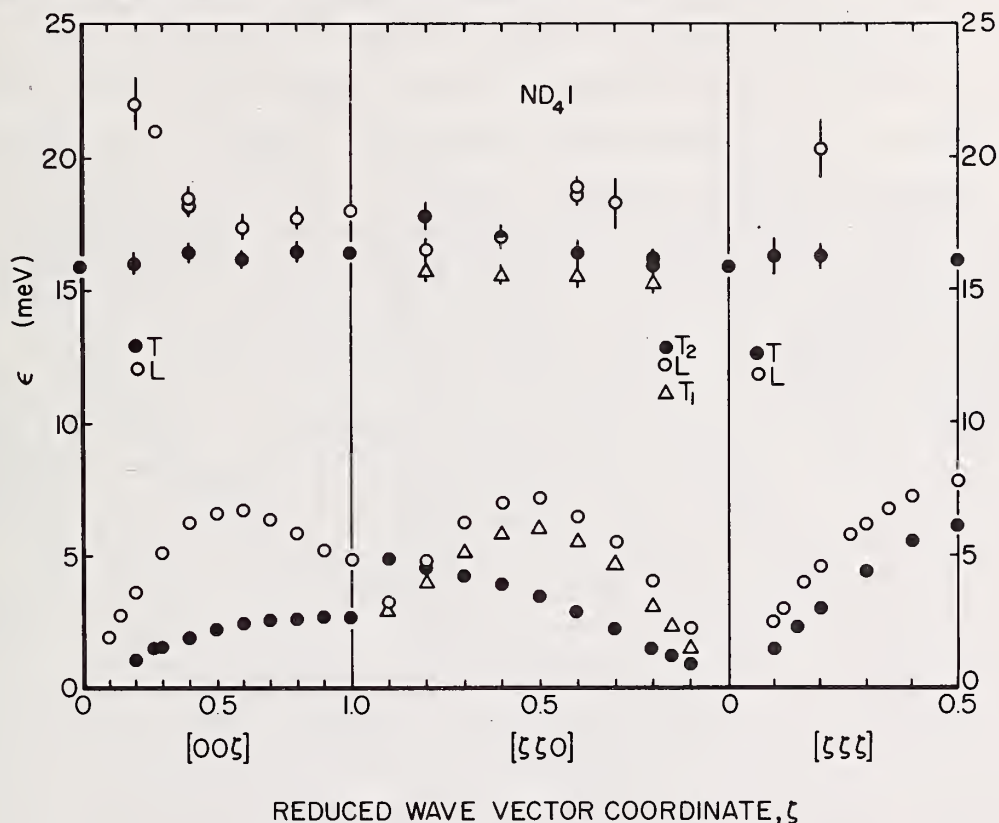 25 25
ND₄I
20 20
15 15
ϵ (meV)
T
L
T₂
L
T₁
T
L
10 10
5 5
0 0
0 0.5 1.0 0.5 0 0.5
[00ζ] [ζζ0] [ζζζ]
REDUCED WAVE VECTOR COORDINATE, ζ